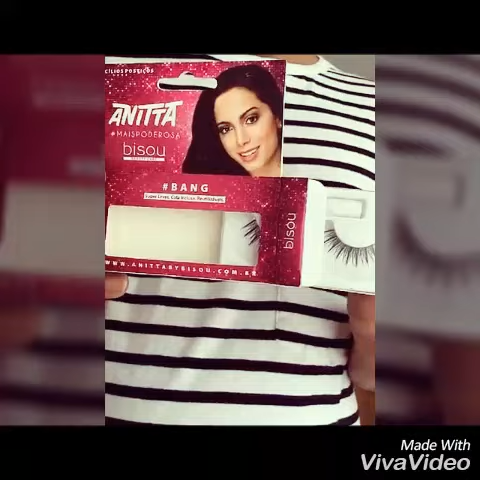 CÍLIOS POSTIÇOS
ANITTA
#MAISPODEROSA
bisou
#BANG
bisou
WWW.ANITTABYBISOU.COM.BR
Made With
VivaVideo